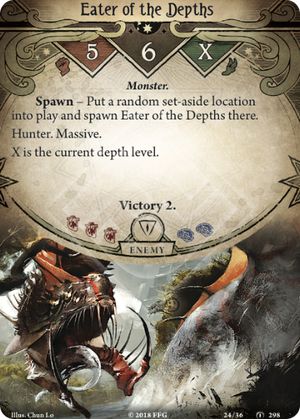 Eater of the Depths
5 6 X
Monster.
Spawn – Put a random set-aside location
into play and spawn Eater of the Depths there.
Hunter. Massive.
X is the current depth level.
Victory 2.
ENEMY
Illus. Chun Lo
© 2018 FFG
24/36
298